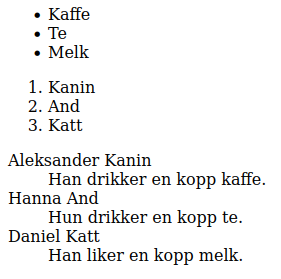 • Kaffe
• Te
• Melk
1. Kanin
2. And
3. Katt
Aleksander Kanin
Han drikker en kopp kaffe.
Hanna And
Hun drikker en kopp te.
Daniel Katt
Han liker en kopp melk.